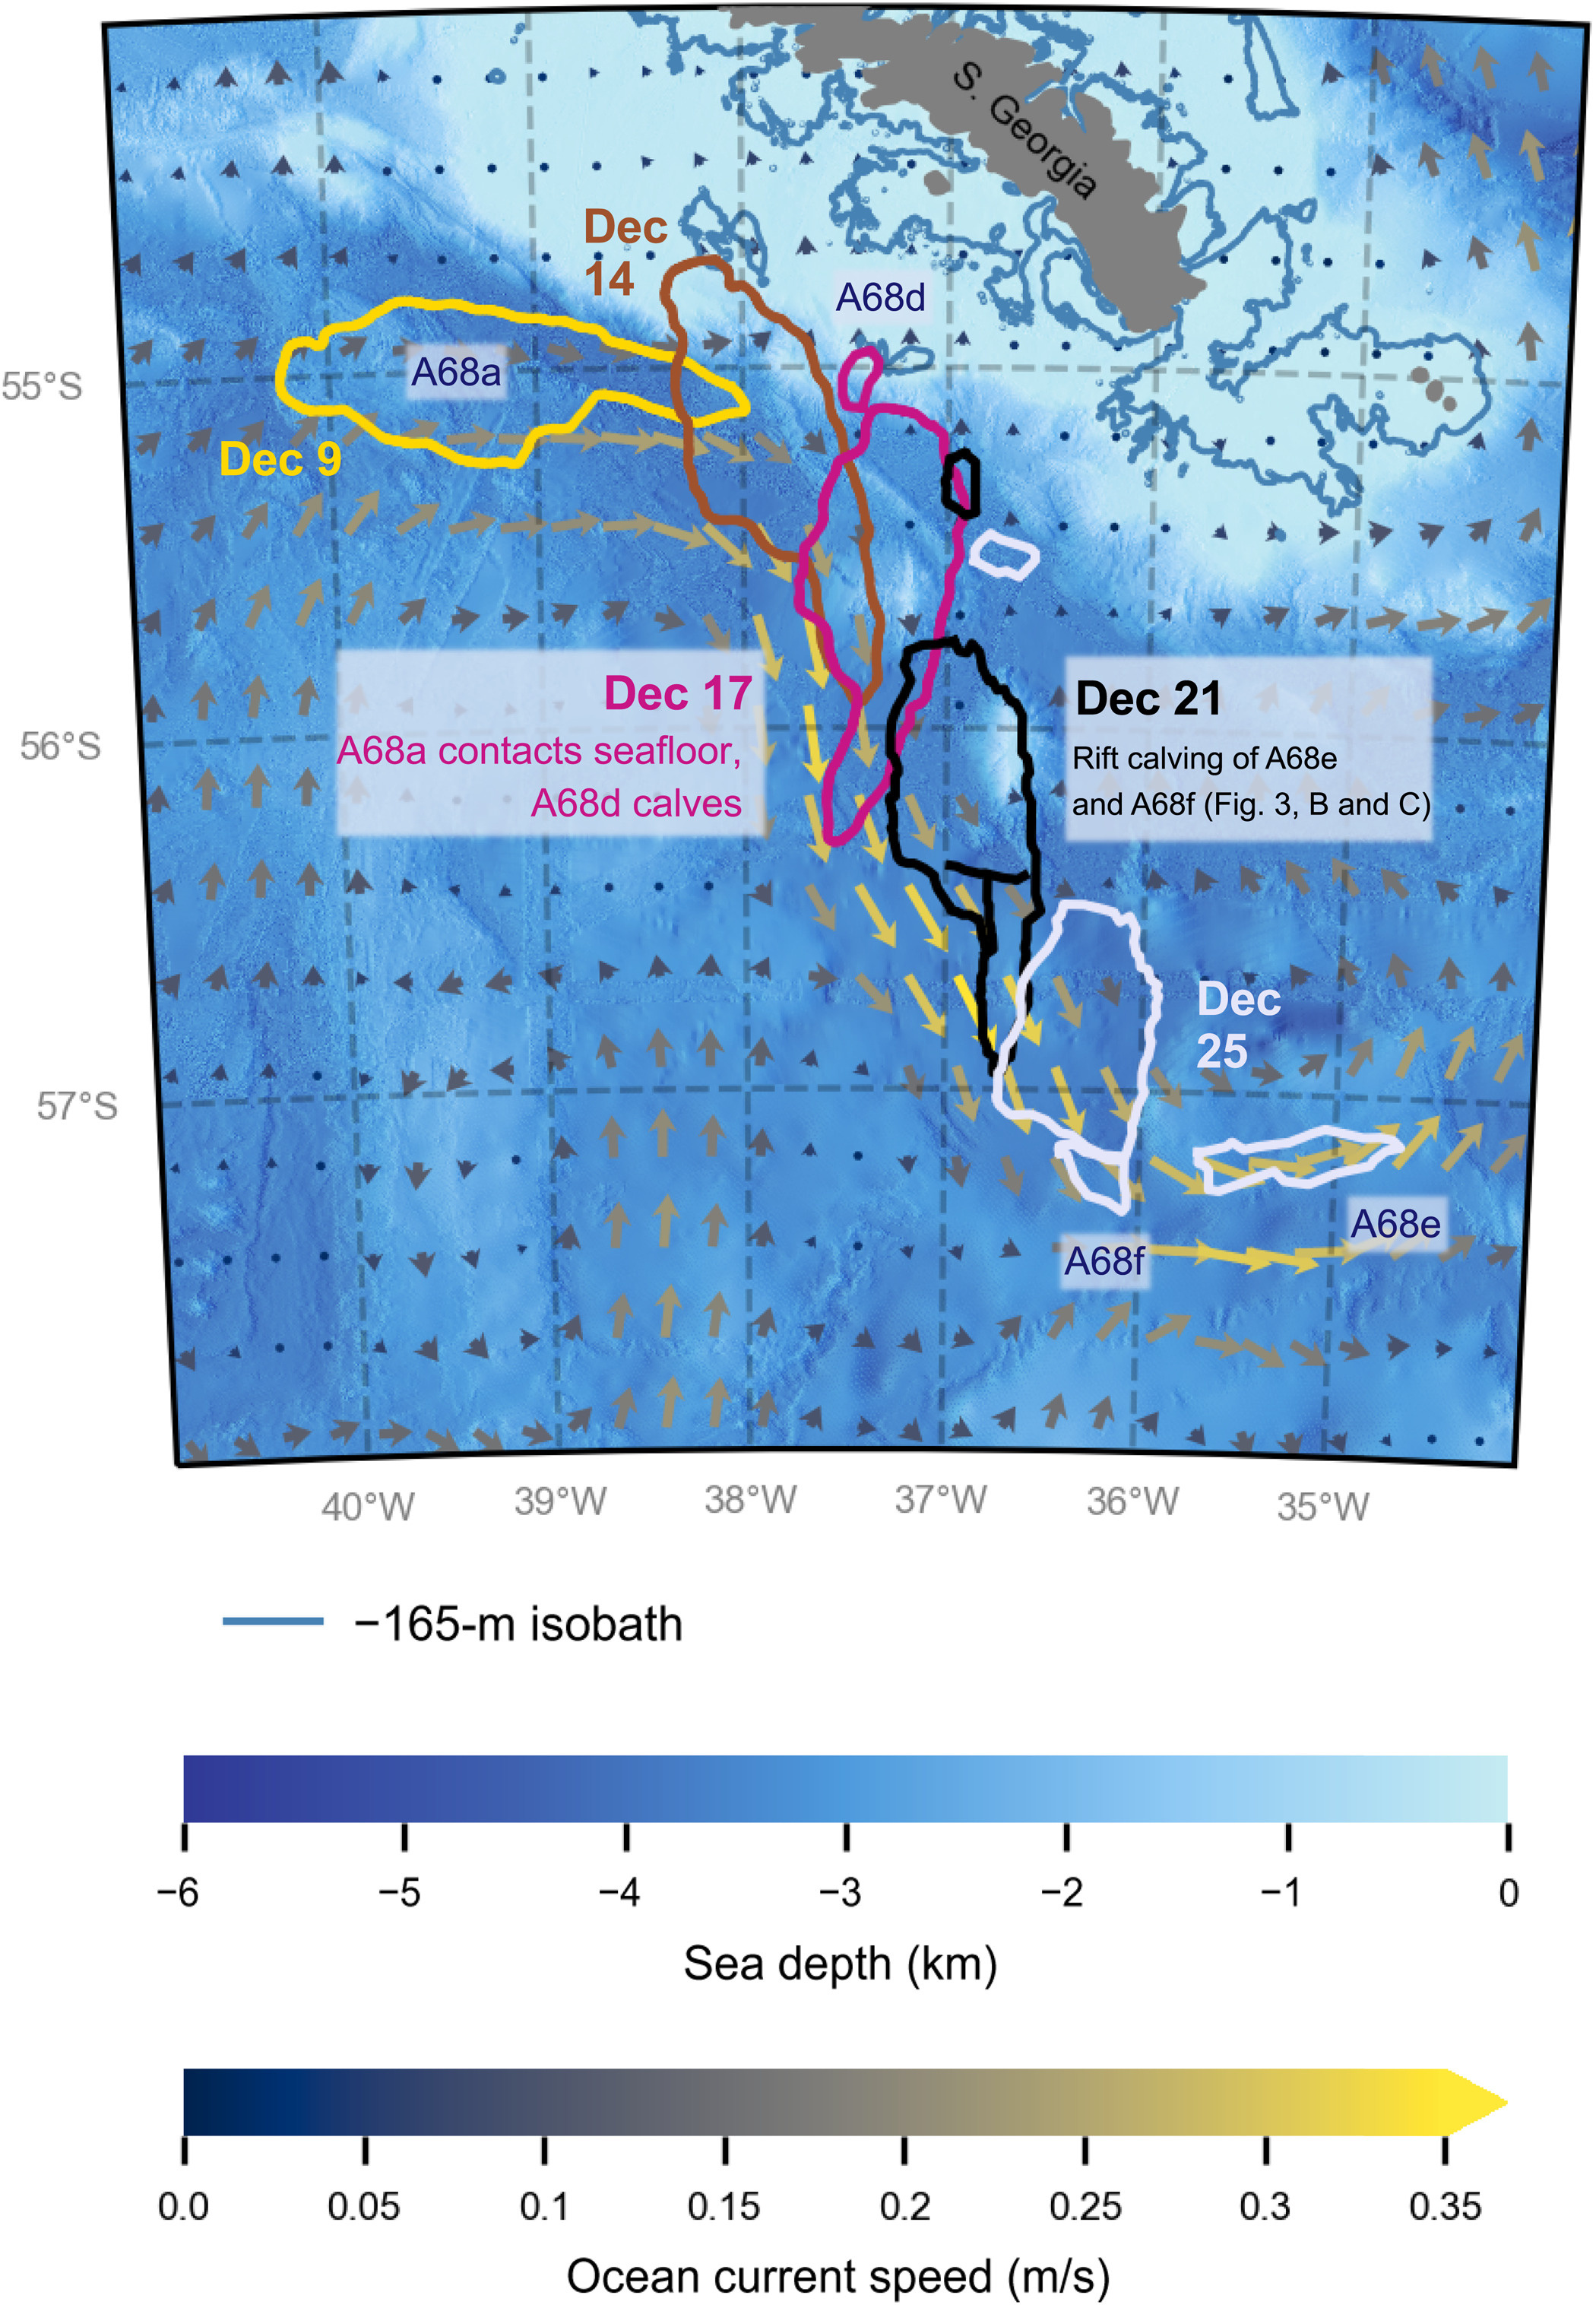 S. Georgia
Dec
14
A68d
55°S
A68a
Dec 9
Dec 17
A68a contacts seafloor,
A68d calves
Dec 21
Rift calving of A68e
and A68f (Fig. 3, B and C)
56°S
Dec
25
57°S
A68e
A68f
40°W 39°W 38°W 37°W 36°W 35°W
−165-m isobath
−6 −5 −4 −3 −2 −1 0
Sea depth (km)
0.0 0.05 0.1 0.15 0.2 0.25 0.3 0.35
Ocean current speed (m/s)